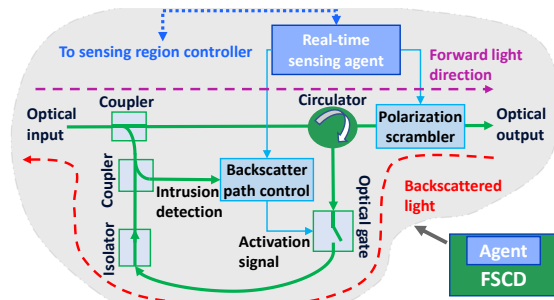 To sensing region controller
Real-time
sensing agent
Forward light
direction
Optical
input
Coupler
Circulator
Polarization
scrambler
Optical
output
Coupler
Intrusion
detection
Backscatter
path control
Optical gate
Backscattered
light
Isolator
Activation
signal
Agent
FSCD